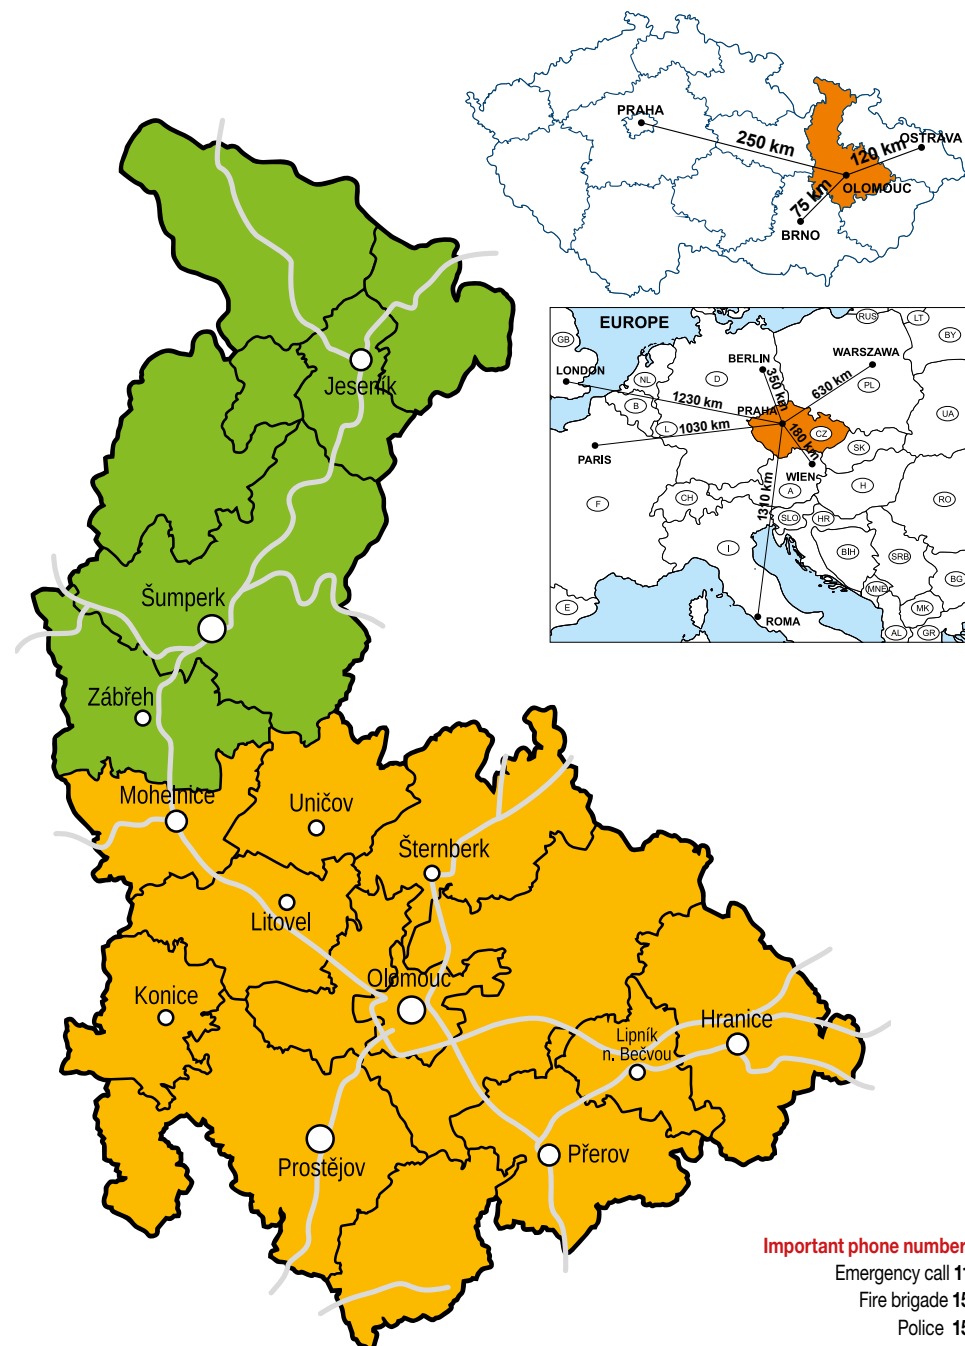 PRAHA
250 km
120 km
OSTRAVA
OLOMOUC
75 km
BRNO
EUROPE
GB
RUS
LT
BY
LONDON
BERLIN
WARSZAWA
NL
D
PL
350 km
630 km
1230 km
B
PRAHA
UA
L
1030 km
CZ
180 km
SK
PARIS
WIEN
H
A
1310 km
CH
F
RO
SLO
HR
I
BIH
SRB
BG
MNE
E
MK
ROMA
AL
GR
Jeseník
Šumperk
Zábřeh
Mohelnice
Uničov
Šternberk
Litovel
Olomouc
Konice
Hranice
Lipník
n. Bečvou
Přerov
Prostějov
Important phone number
Emergency call 1
Fire brigade 15
Police 15